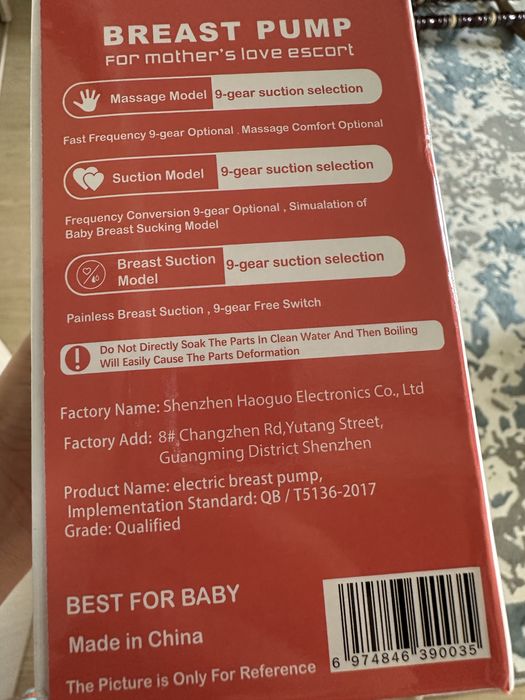 BREAST PUMP
For mother's love escort
Massage Model 9-gear suction selection
Fast Frequency 9-gear Optional . Massage Comfort Optional
Suction Model 9-gear suction selection
Frequency Conversion 9-gear Optional , Simualation of
Baby Breast Sucking Model
Breast Suction
Model
9-gear suction selection
Painless Breast Suction , 9-gear Free Switch
Do Not Directly Soak The Parts In Clean Water And Then Boiling
Will Easily Cause The Parts Deformation
Factory Name: Shenzhen Haoguo Electronics Co., Ltd
Factory Add: 8# Changzhen Rd,Yutang Street,
Guangming District Shenzhen
Product Name: electric breast pump,
Implementation Standard: QB / T5136-2017
Grade: Qualified
BEST FOR BABY
Made in China
The Picture is Only For Reference
6 974846 390035